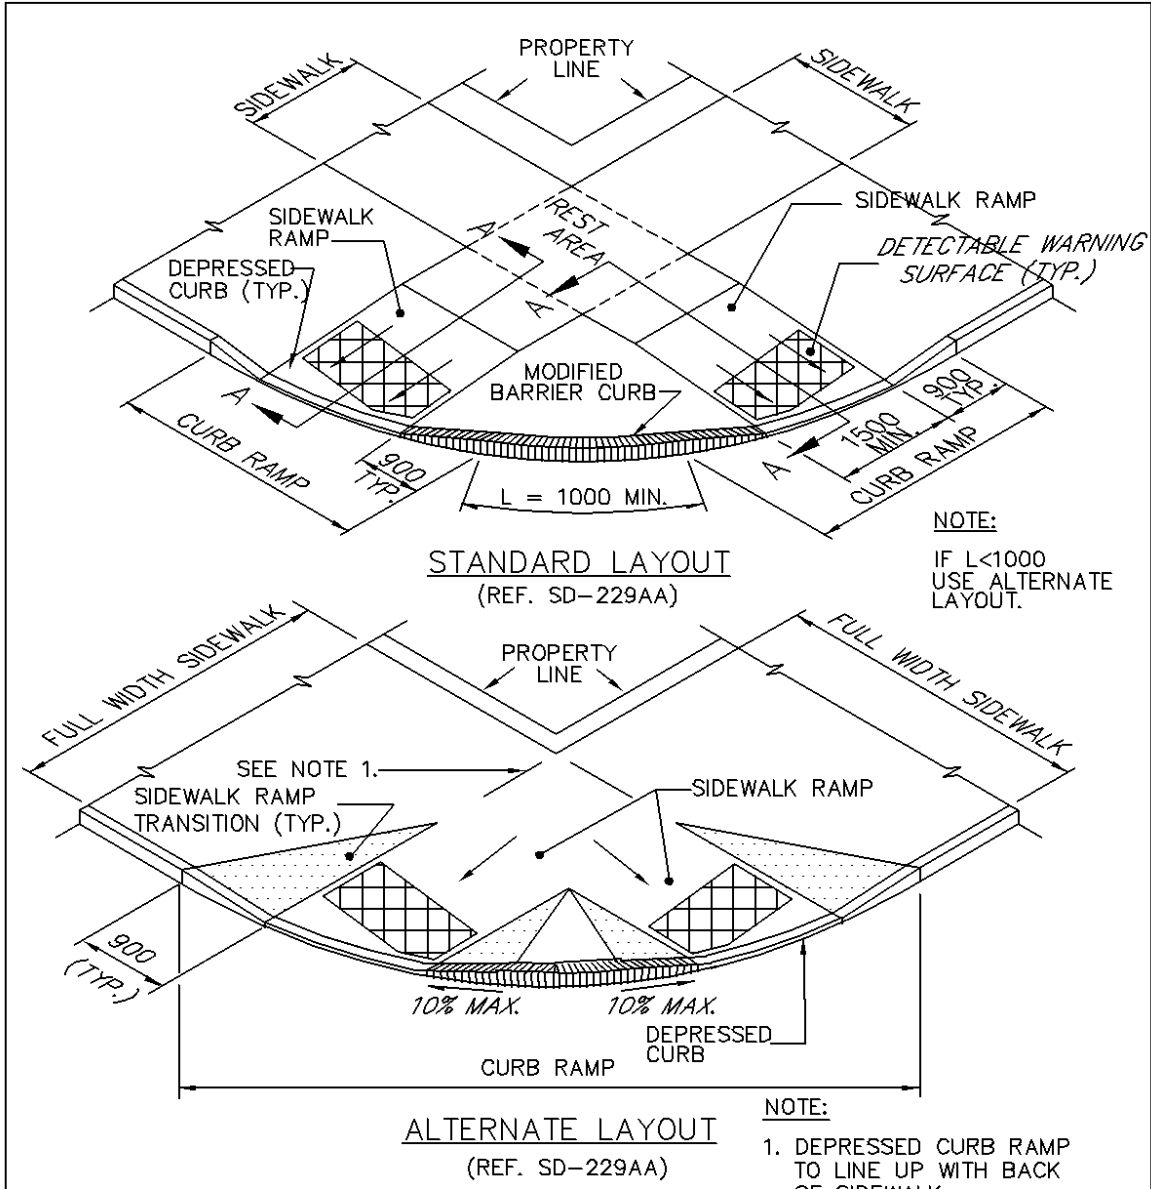 PROPERTY
LINE
SIDEWALK
SIDEWALK
SIDEWALK
RAMP
A
REST
AREA
SIDEWALK RAMP
DETECTABLE WARNING
SURFACE (TYP.)
DEPRESSED
CURB (TYP.)
A
MODIFIED
BARRIER CURB
A
900
TYP.
1500
MIN.
CURB RAMP
900
TYP.
A
CURB RAMP
L = 1000 MIN.
NOTE:
IF L<1000
USE ALTERNATE
LAYOUT.
STANDARD LAYOUT
(REF. SD-229AA)
FULL WIDTH SIDEWALK
PROPERTY
LINE
FULL WIDTH SIDEWALK
SEE NOTE 1.
SIDEWALK RAMP
TRANSITION (TYP.)
SIDEWALK RAMP
900
(TYP.)
10% MAX.
10% MAX.
DEPRESSED
CURB
CURB RAMP
ALTERNATE LAYOUT
(REF. SD-229AA)
NOTE:
1. DEPRESSED CURB RAMP
TO LINE UP WITH BACK
OF SIDEWALK